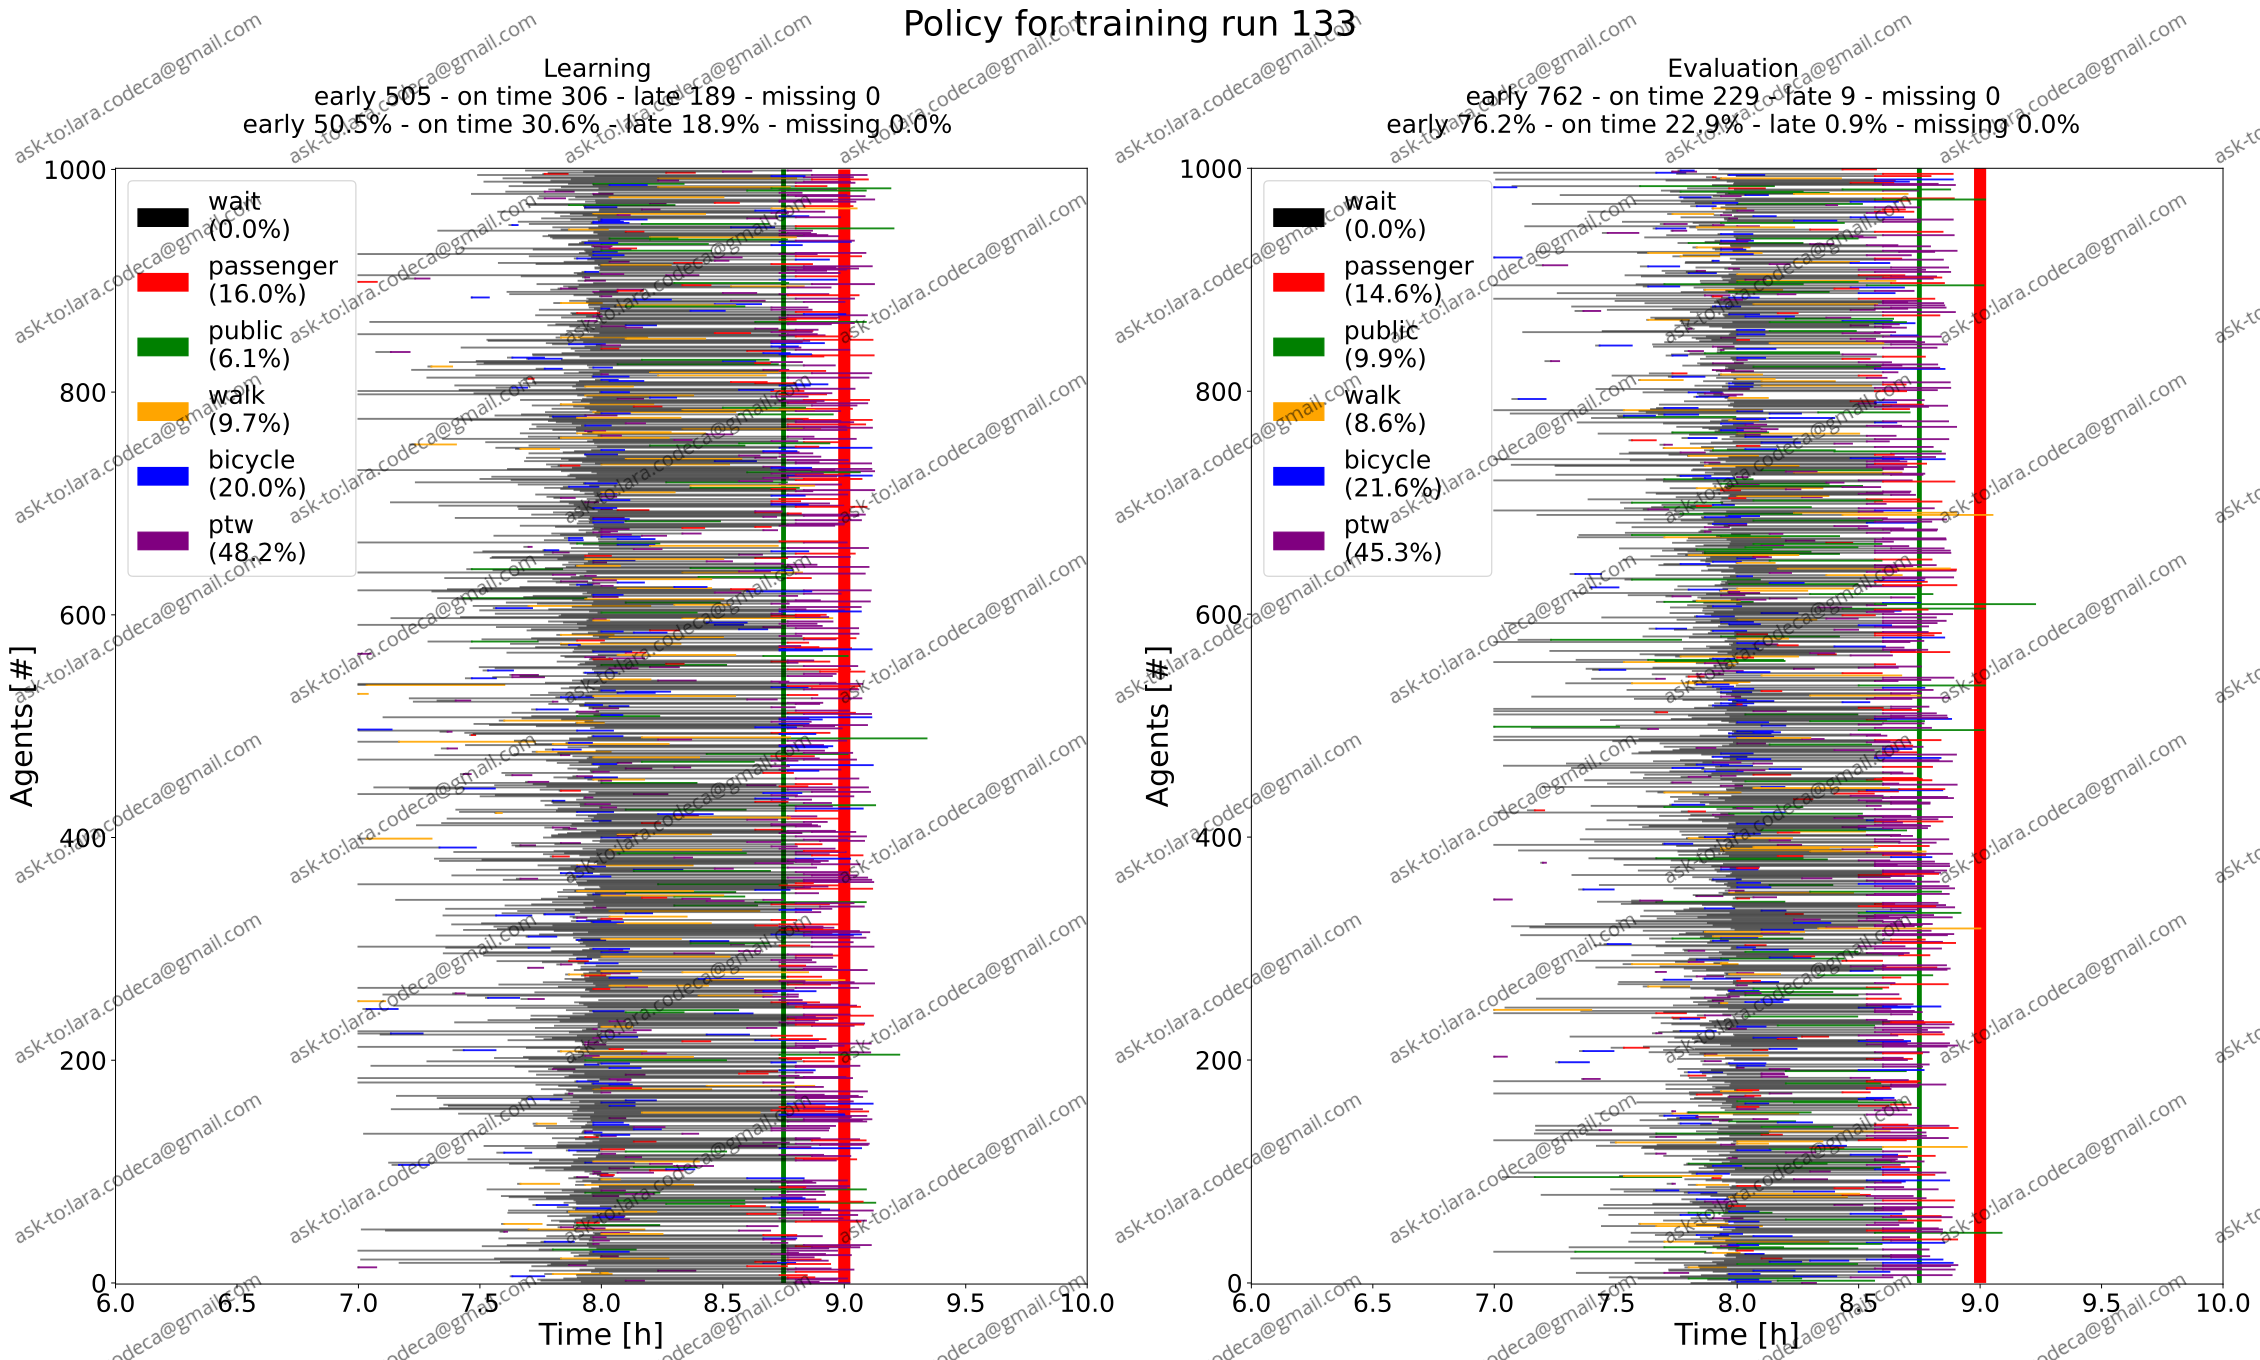 Policy for training run 133
Learning
early 505 - on time 306 - late 189 - missing 0
early 50.5% - on time 30.6% - late 18.9% - missing 0.0%
1000
800
600
400
200
0
Agents [#]
wait
(0.0%)
passenger
(16.0%)
public
(6.1%)
walk
(9.7%)
bicycle
(20.0%)
ptw
(48.2%)
6.0 6.5 7.0 7.5 8.0 8.5 9.0 9.5 10.0
Time [h]
Evaluation
early 762 - on time 229 - late 9 - missing 0
early 76.2% - on time 22.9% - late 0.9% - missing 0.0%
1000
800
600
400
200
0
Agents [#]
wait
(0.0%)
passenger
(14.6%)
public
(9.9%)
walk
(8.6%)
bicycle
(21.6%)
ptw
(45.3%)
6.0 6.5 7.0 7.5 8.0 8.5 9.0 9.5 10.0
Time [h]
ask-to:lara.codeca@gmail.com